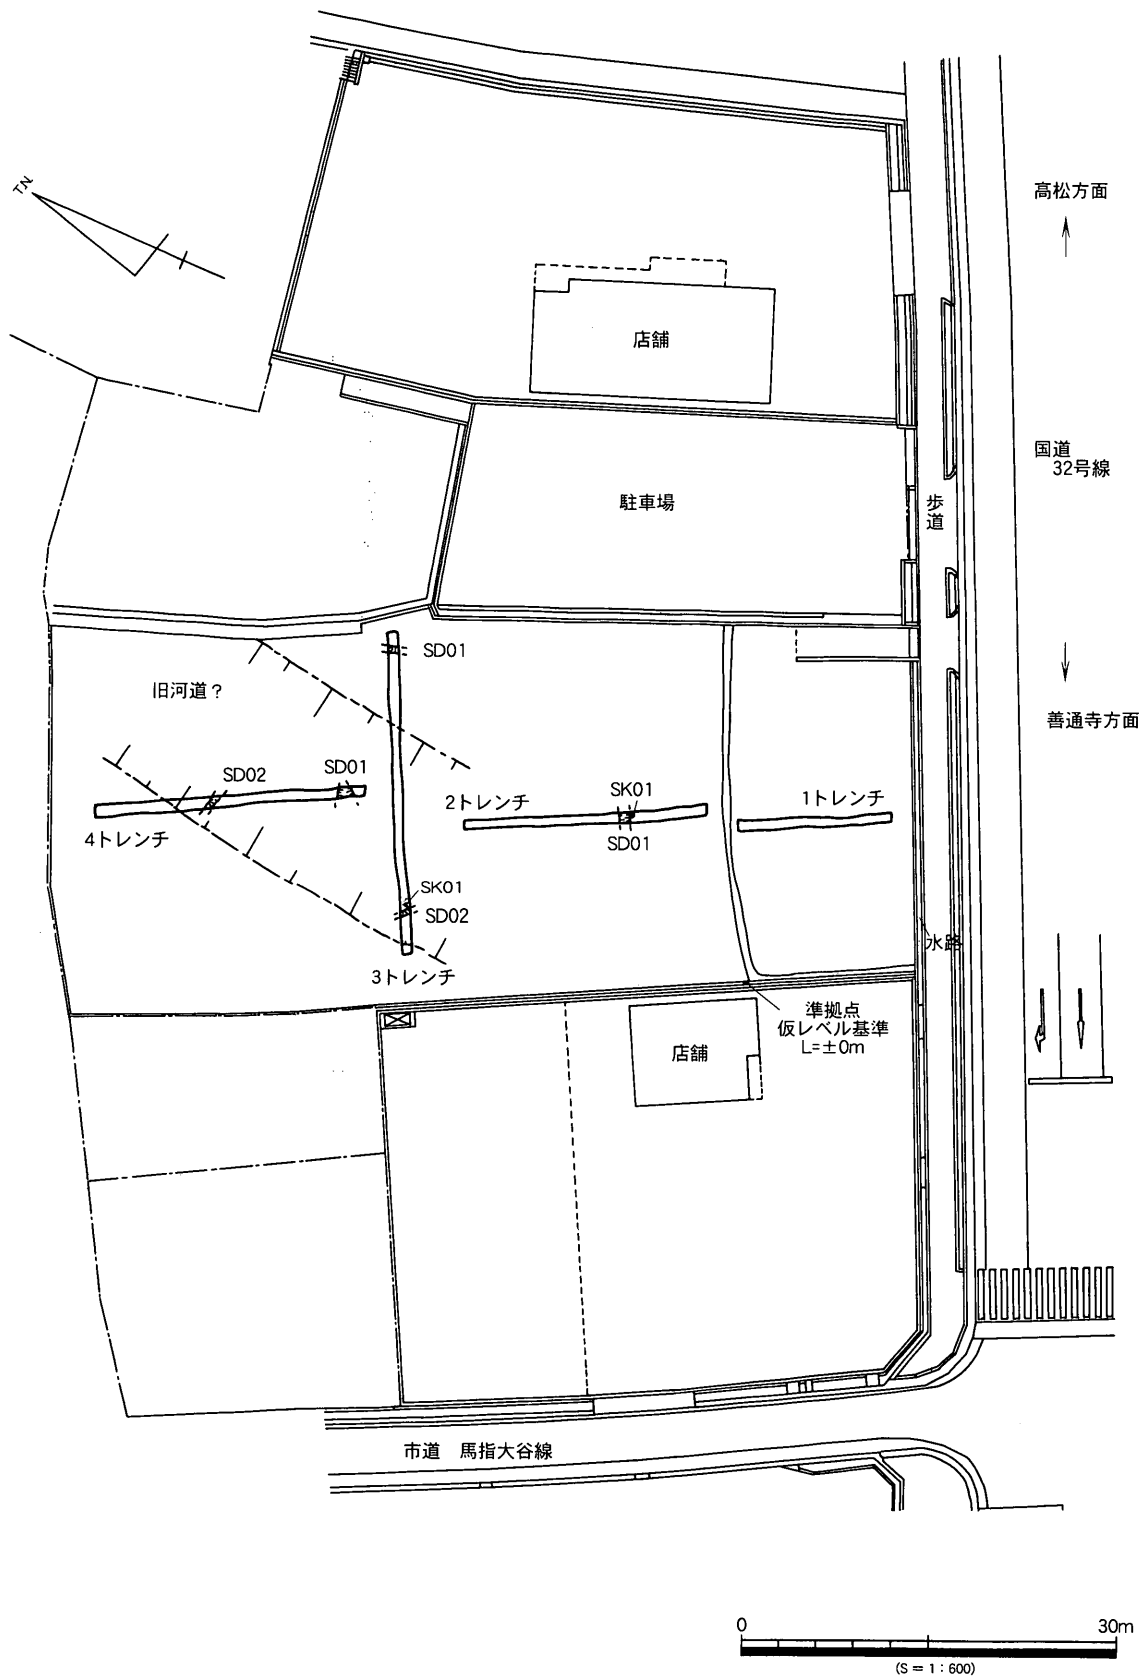 T.N.
高松方面
店舗
国道
32号線
駐車場
歩道
SD01
旧河道？
善通寺方面
SD02
SD01
SK01
2トレンチ
1トレンチ
4トレンチ
SD01
SK01
SD02
水路
3トレンチ
準拠点
仮レベル基準
L=±0m
店舗
市道　馬指大谷線
0
30m
(S = 1 : 600)